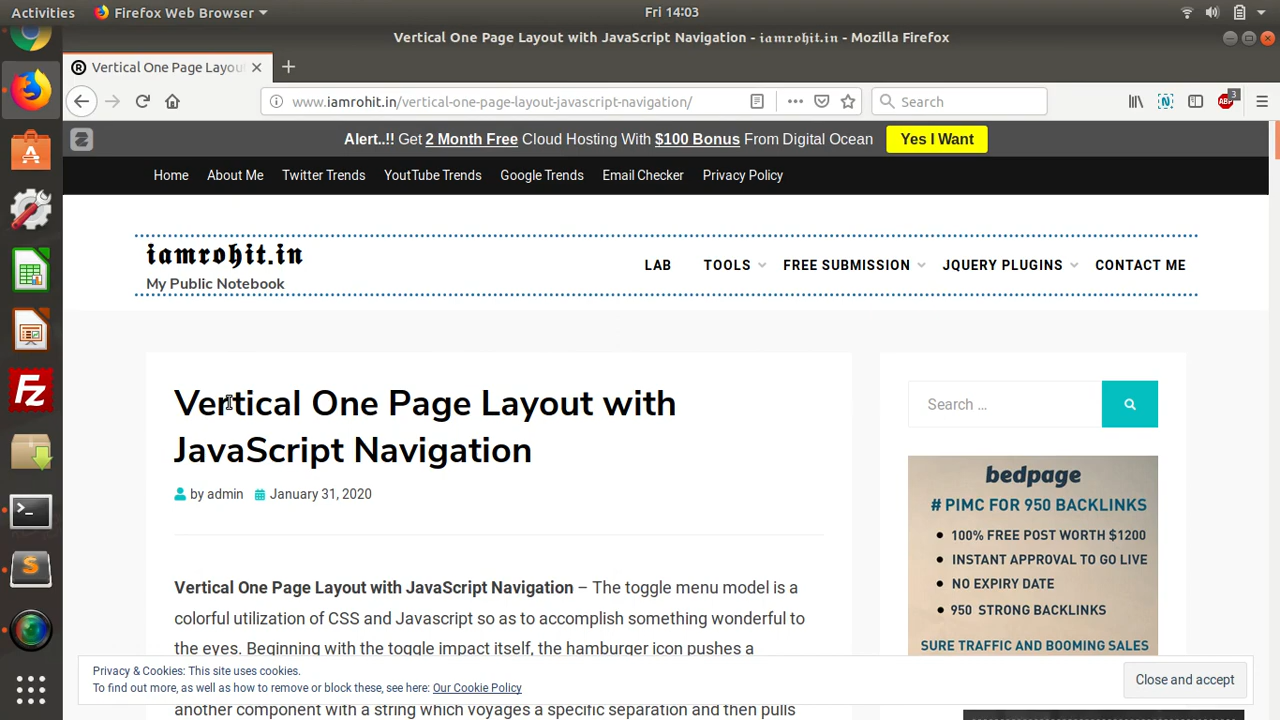 Activities Firefox Web Browser Fri 14:03
Vertical One Page Layout with JavaScript Navigation - iamrohit.in - Mozilla Firefox
Vertical One Page Layou
www.iamrohit.in/vertical-one-page-layout-javascript-navigation/ Search 3
Alert..!! Get 2 Month Free Cloud Hosting With $100 Bonus From Digital Ocean Yes I Want
Home About Me Twitter Trends YoutTube Trends Google Trends Email Checker Privacy Policy
iamrohit.in
My Public Notebook
LAB TOOLS FREE SUBMISSION JQUERY PLUGINS CONTACT ME
Vertical One Page Layout with
JavaScript Navigation
by admin January 31, 2020
Vertical One Page Layout with JavaScript Navigation – The toggle menu model is a
colorful utilization of CSS and Javascript so as to accomplish something wonderful to
the eyes. Beginning with the toggle impact itself, the hamburger icon pushes a
another component with a string which voyages a specific separation and then pulls
Search ...
bedpage
# PIMC FOR 950 BACKLINKS
• 100% FREE POST WORTH $1200
• INSTANT APPROVAL TO GO LIVE
• NO EXPIRY DATE
• 950 STRONG BACKLINKS
SURE TRAFFIC AND BOOMING SALES
Privacy & Cookies: This site uses cookies.
To find out more, as well as how to remove or block these, see here: Our Cookie Policy
Close and accept